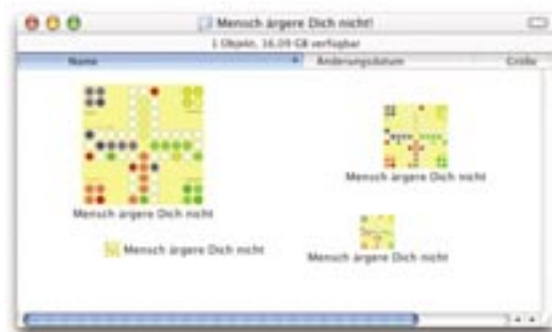 Mensch ärgere Dich nicht!
1 Objekt, 16,09 GB verfügbar
Name Änderungsdatum Größe
Mensch ärgere Dich nicht
Mensch ärgere Dich nicht
Mensch ärgere Dich nicht
Mensch ärgere Dich nicht